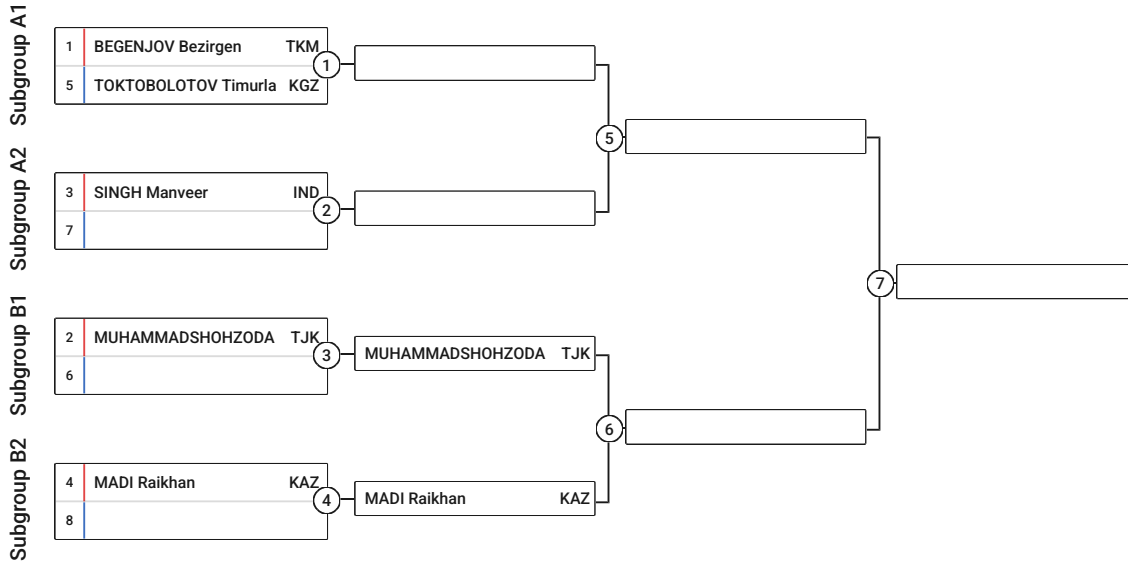 Subgroup A1
1 BEGENJOV Bezirgen TKM
5 TOKTOBOLOTOV Timurla KGZ
1
5
Subgroup A2
3 SINGH Manveer IND
7
2
7
Subgroup B1
2 MUHAMMADSHOHZODA TJK
6
3
MUHAMMADSHOHZODA TJK
6
Subgroup B2
4 MADI Raikhan KAZ
8
4
MADI Raikhan KAZ